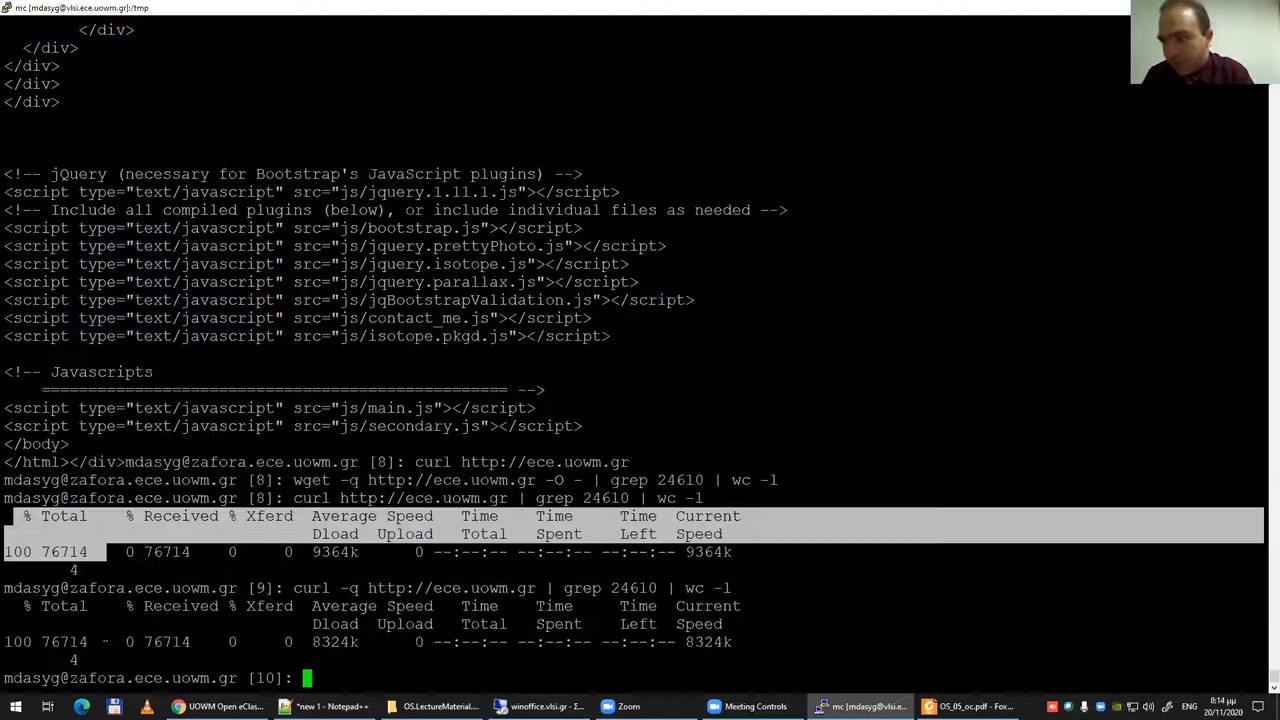 mc [mdasyg@vlsi.ece.uowm.gr]:/tmp
</div>
</div>
</div>
</div>
</div>
<!-- jQuery (necessary for Bootstrap's JavaScript plugins) -->
<script type="text/javascript" src="js/jquery.1.11.1.js"></script>
<!-- Include all compiled plugins (below), or include individual files as needed -->
<script type="text/javascript" src="js/bootstrap.js"></script>
<script type="text/javascript" src="js/jquery.prettyPhoto.js"></script>
<script type="text/javascript" src="js/jquery.isotope.js"></script>
<script type="text/javascript" src="js/jquery.parallax.js"></script>
<script type="text/javascript" src="js/jqBootstrapValidation.js"></script>
<script type="text/javascript" src="js/contact_me.js"></script>
<script type="text/javascript" src="js/isotope.pkgd.js"></script>
<!-- Javascripts
================================================== -->
<script type="text/javascript" src="js/main.js"></script>
<script type="text/javascript" src="js/secondary.js"></script>
</body>
</html></div>mdasyg@zafora.ece.uowm.gr [8]: curl http://ece.uowm.gr
mdasyg@zafora.ece.uowm.gr [8]: wget -q http://ece.uowm.gr -O - | grep 24610 | wc -l
mdasyg@zafora.ece.uowm.gr [8]: curl http://ece.uowm.gr | grep 24610 | wc -l
% Total % Received % Xferd Average Speed Time Time Time Current
Dload Upload Total Spent Left Speed
100 76714 0 76714 0 0 9364k 0 --:--:-- --:--:-- --:--:-- 9364k
4
mdasyg@zafora.ece.uowm.gr [9]: curl -q http://ece.uowm.gr | grep 24610 | wc -l
% Total % Received % Xferd Average Speed Time Time Time Current
Dload Upload Total Spent Left Speed
100 76714 0 76714 0 0 8324k 0 --:--:-- --:--:-- --:--:-- 8324k
4
mdasyg@zafora.ece.uowm.gr [10]:
UOWM Open eClas... *new 1 - Notepad++ OS.LectureMaterial... winoffice.vlsi.gr - Σ... Zoom Meeting Controls mc [mdasyg@vlsi.e... OS_05_oc.pdf - Fox... 8:14 μμ
20/11/2020